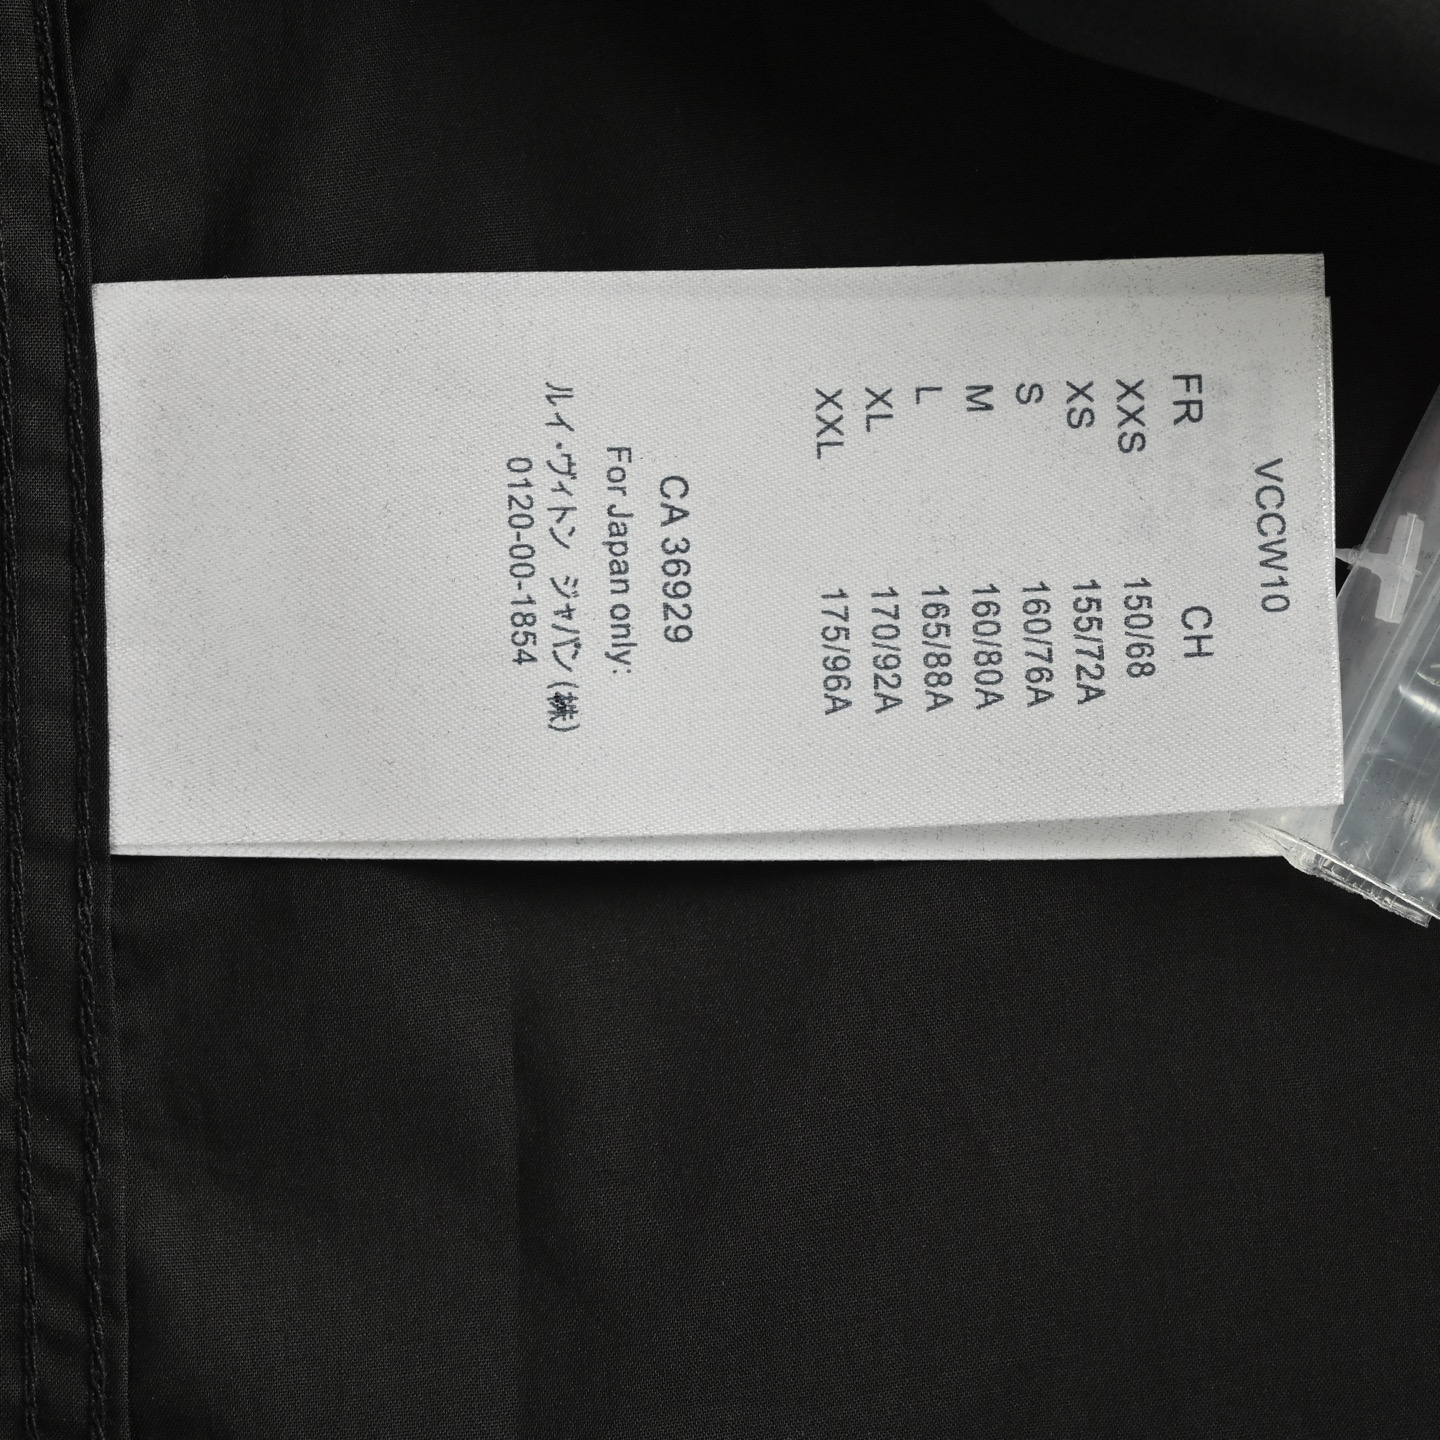 VCCW10
FR CH
XXS 150/68
XS 155/72A
S 160/76A
M 160/80A
L 165/88A
XL 170/92A
XXL 175/96A
CA 36929
For Japan only:
ルイ・ヴィトン ジャパン(株)
0120-00-1854